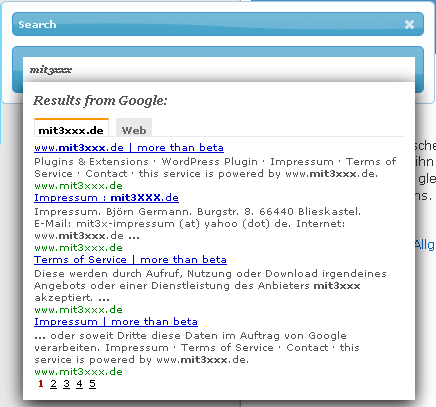 Search
mit3xxx
Results from Google:
mit3xxx.de Web
www.mit3xxx.de | more than beta
Plugins & Extensions · WordPress Plugin · Impressum · Terms of
Service · Contact · this service is powered by www.mit3xxx.de.
www.mit3xxx.de
Impressum : mit3XXX.de
Impressum. Björn Germann. Burgstr. 8. 66440 Blieskastel.
E-Mail: mit3x-impressum (at) yahoo (dot) de. Internet:
www.mit3xxx.de ...
www.mit3xxx.de
Terms of Service | more than beta
Diese werden durch Aufruf, Nutzung oder Download irgendeines
Angebots oder einer Dienstleistung des Anbieters mit3xxx
akzeptiert. ...
www.mit3xxx.de
Impressum | more than beta
... oder soweit Dritte diese Daten im Auftrag von Google
verarbeiten. Impressum · Terms of Service · Contact · this
service is powered by www.mit3xxx.de.
www.mit3xxx.de
1 2 3 4 5